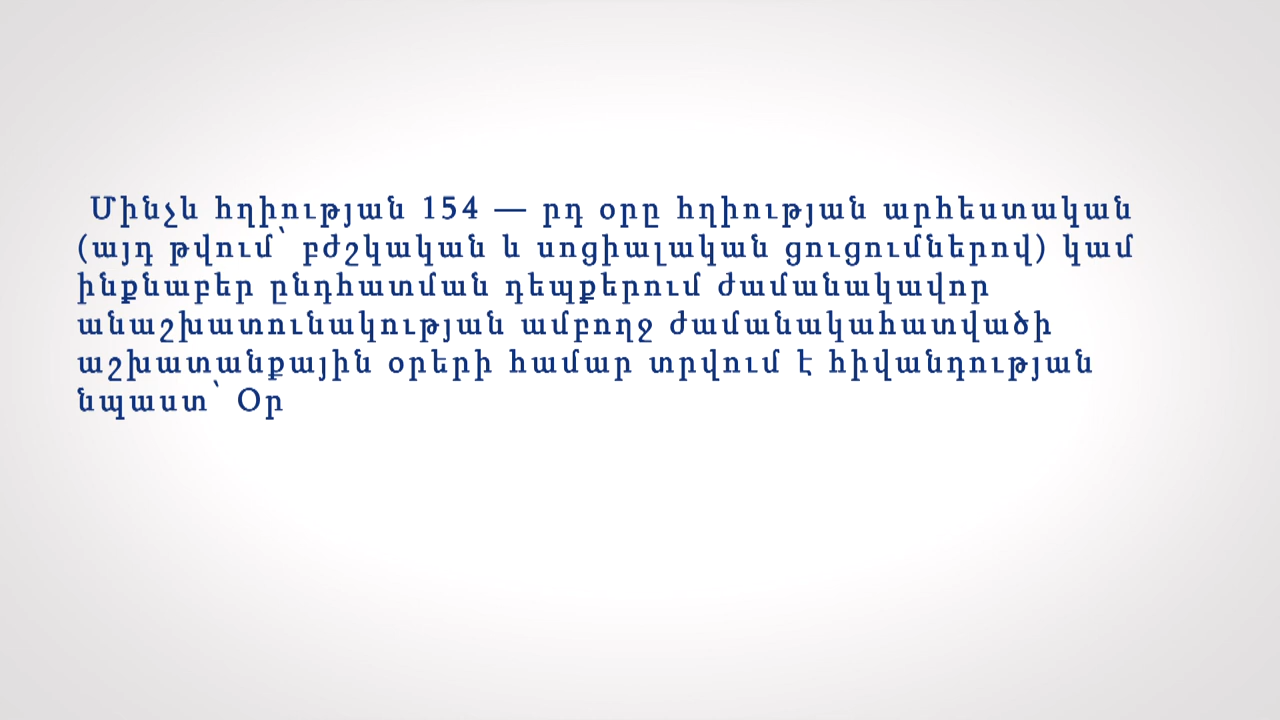 Մինչև հղիության 154 — րդ օրը հղիության արհեստական
(այդ թվում՝ բժշկական և սոցիալական ցուցումներով) կամ
ինքնաբեր ընդհատման դեպքերում ժամանակավոր
անաշխատունակության ամբողջ ժամանակահատվածի
աշխատանքային օրերի համար տրվում է հիվանդության
նպաստ՝ Օր